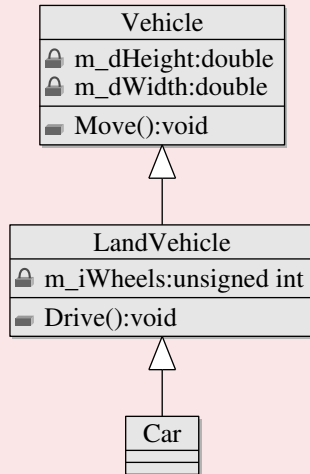 Vehicle
m_dHeight:double
m_dWidth:double
Move():void
LandVehicle
m_iWheels:unsigned int
Drive():void
Car